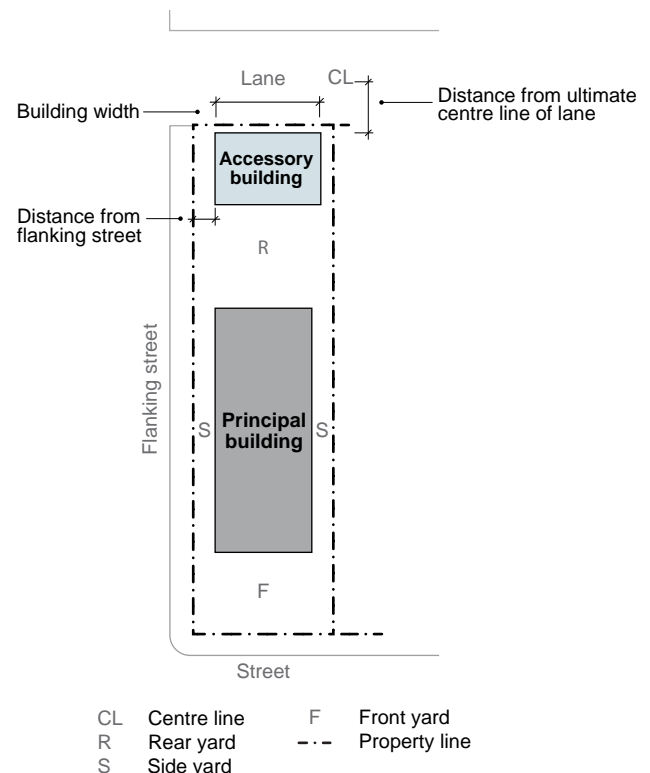 Lane
CL
Building width
Distance from ultimate
centre line of lane
Accessory
building
Distance from
flanking street
R
Flanking street
S
Principal
building
S
F
Street
CL Centre line
R Rear yard
S Side yard
F Front yard
Property line